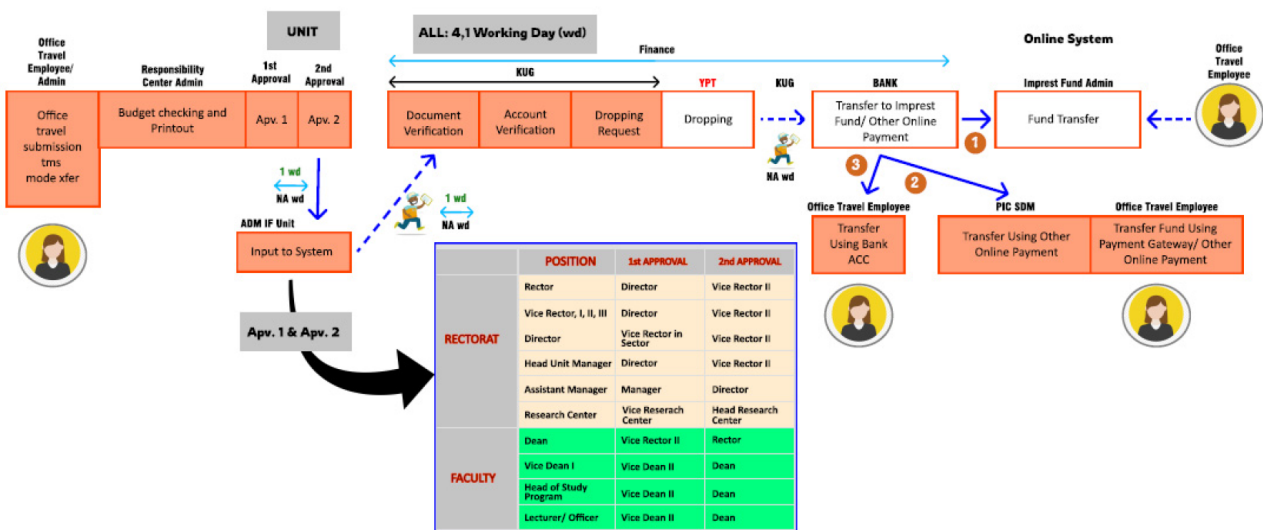 UNIT
ALL: 4,1 Working Day (wd)
Finance
Online System
Office
Travel
Employee/
Admin
Responsibility
Center Admin
1st
Approval
2nd
Approval
KUG
YPT
KUG
BANK
Imprest Fund Admin
Office
Travel
Employee
Office
travel
submission
tms
mode xfer
Budget checking and
Printout
Apv. 1
Apv. 2
Document
Verification
Account
Verification
Dropping
Request
Dropping
Transfer to Imprest
Fund/ Other Online
Payment
Fund Transfer
1
2
3
1 wd
NA wd
NA wd
1 wd
NA wd
ADM IF Unit
Input to System
Office Travel Employee
Transfer
Using Bank
ACC
PIC SDM
Transfer Using Other
Online Payment
Office Travel Employee
Transfer Fund Using
Payment Gateway/ Other
Online Payment
Apv. 1 & Apv. 2
POSITION 1st APPROVAL 2nd APPROVAL
RECTORAT
Rector Director Vice Rector II
Vice Rector, I, II, III Director Vice Rector II
Director Vice Rector in Sector Vice Rector II
Head Unit Manager Director Vice Rector II
Assistant Manager Manager Director
Research Center Vice Reserach Center Head Research Center
FACULTY
Dean Vice Rector II Rector
Vice Dean I Vice Dean II Dean
Head of Study Program Vice Dean II Dean
Lecturer/ Officer Vice Dean II Dean